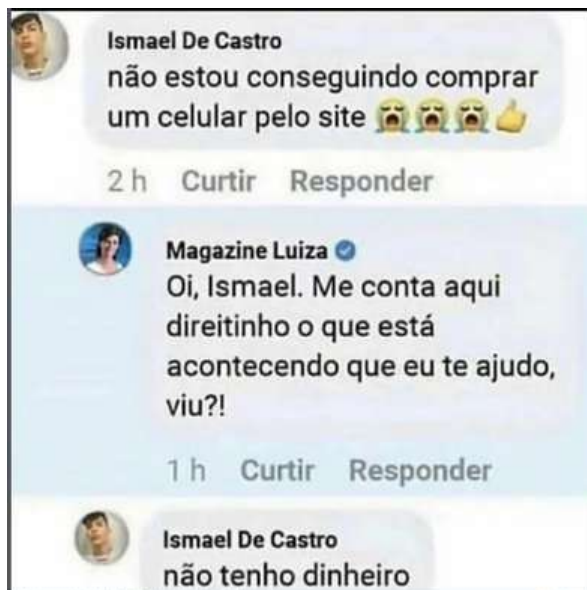 Ismael De Castro
não estou conseguindo comprar
um celular pelo site 😭😭😭👍
2 h Curtir Responder
Magazine Luiza
Oi, Ismael. Me conta aqui
direitinho o que está
acontecendo que eu te ajudo,
viu?!
1 h Curtir Responder
Ismael De Castro
não tenho dinheiro